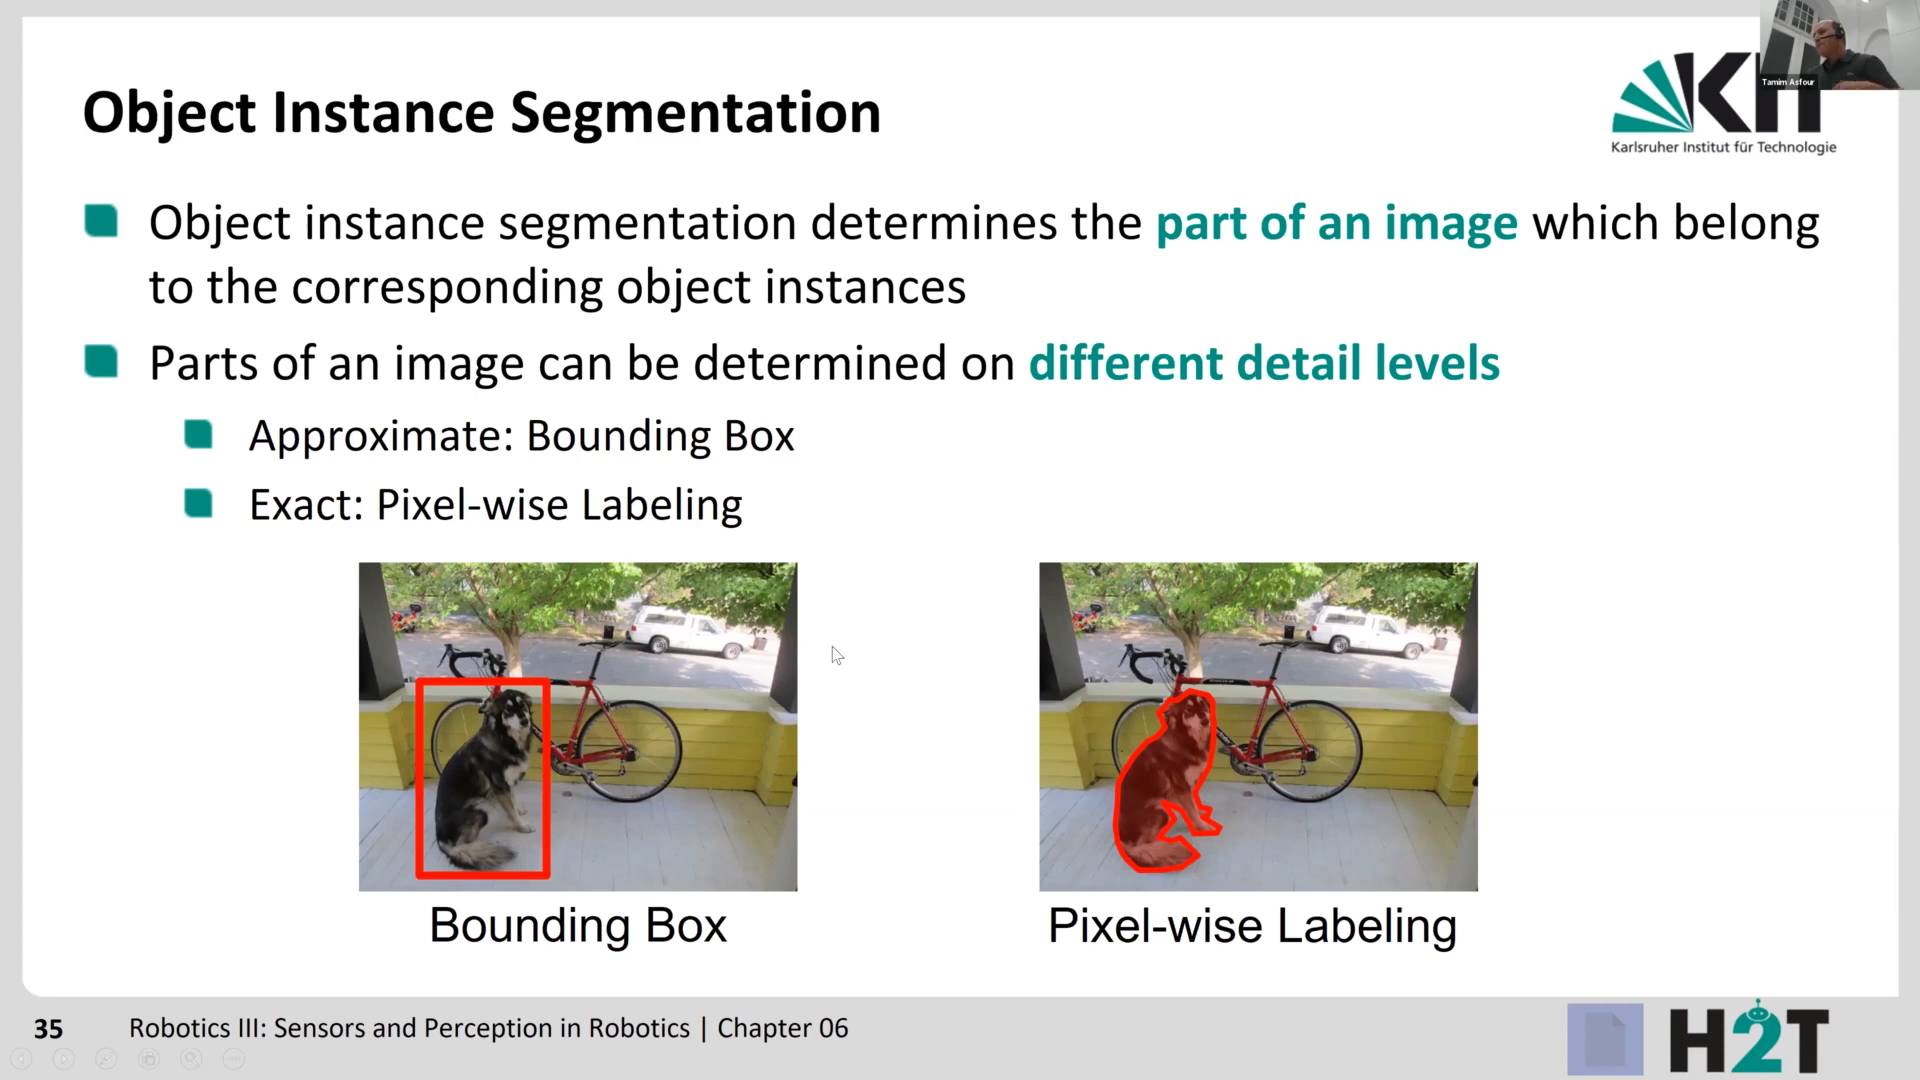 Tamim Asfour
KIT
Karlsruher Institut für Technologie
Object Instance Segmentation
Object instance segmentation determines the part of an image which belong
to the corresponding object instances
Parts of an image can be determined on different detail levels
Approximate: Bounding Box
Exact: Pixel-wise Labeling
Bounding Box
Pixel-wise Labeling
35
Robotics III: Sensors and Perception in Robotics | Chapter 06
H2T